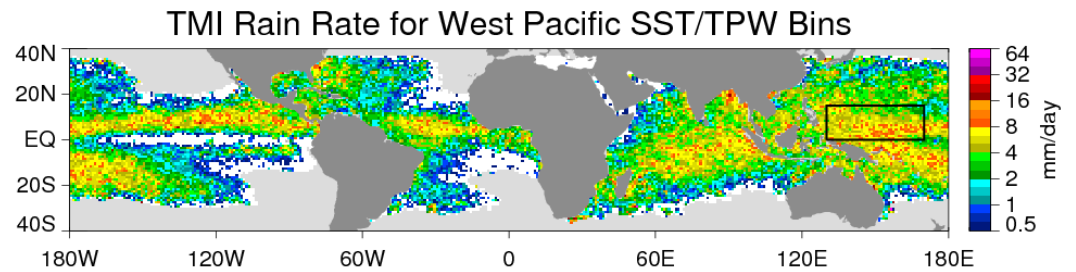 TMI Rain Rate for West Pacific SST/TPW Bins
40N
20N
EQ
20S
40S
180W
120W
60W
0
60E
120E
180E
64
32
16
8
4
2
1
0.5
mm/day